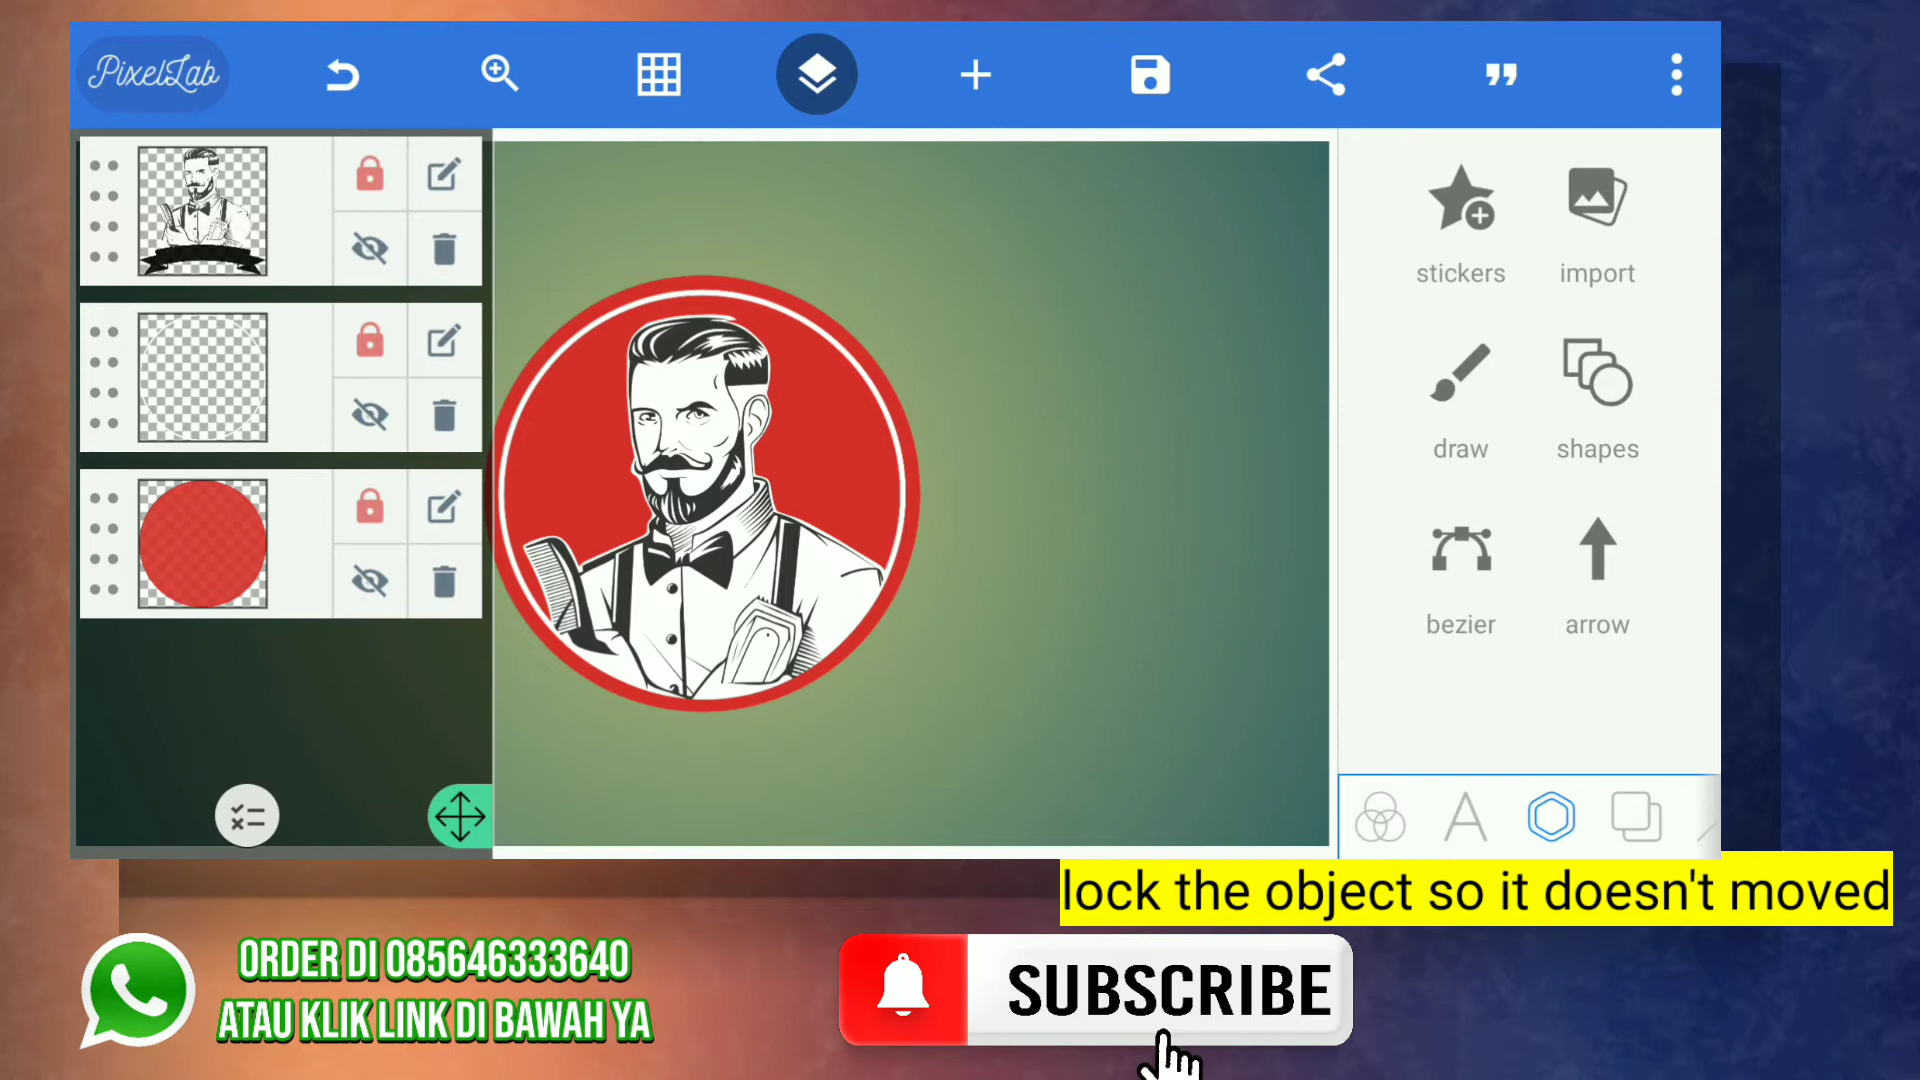 PixelLab
stickers
import
draw
shapes
bezier
arrow
lock the object so it doesn't moved
ORDER DI 085646333640
ATAU KLIK LINK DI BAWAH YA
SUBSCRIBE